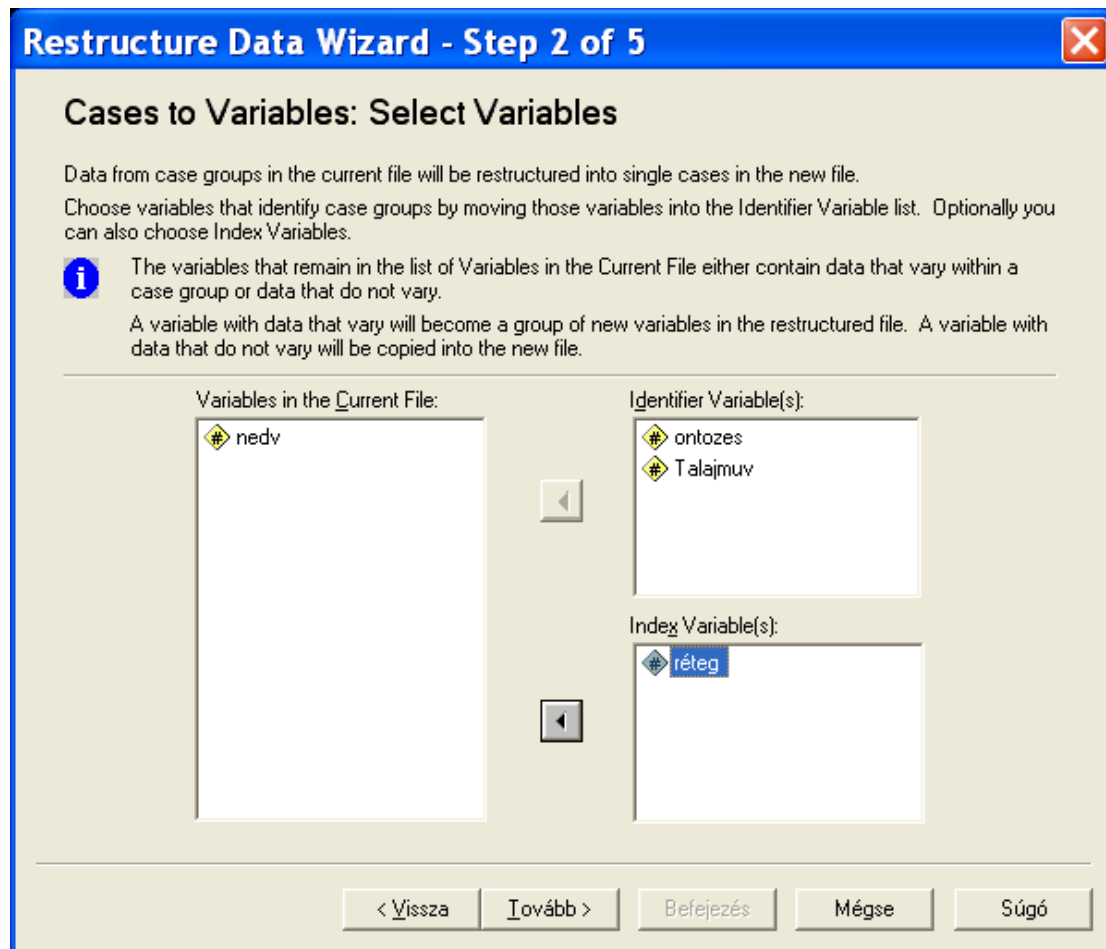 Restructure Data Wizard - Step 2 of 5
Cases to Variables: Select Variables
Data from case groups in the current file will be restructured into single cases in the new file.
Choose variables that identify case groups by moving those variables into the Identifier Variable list. Optionally you
can also choose Index Variables.
The variables that remain in the list of Variables in the Current File either contain data that vary within a
case group or data that do not vary.
A variable with data that vary will become a group of new variables in the restructured file. A variable with
data that do not vary will be copied into the new file.
Variables in the Current File:
# nedv
Identifier Variable(s):
# ontozes
# Talajmuv
Index Variable(s):
# réteg
< Vissza
Tovább >
Befejezés
Mégse
Súgó